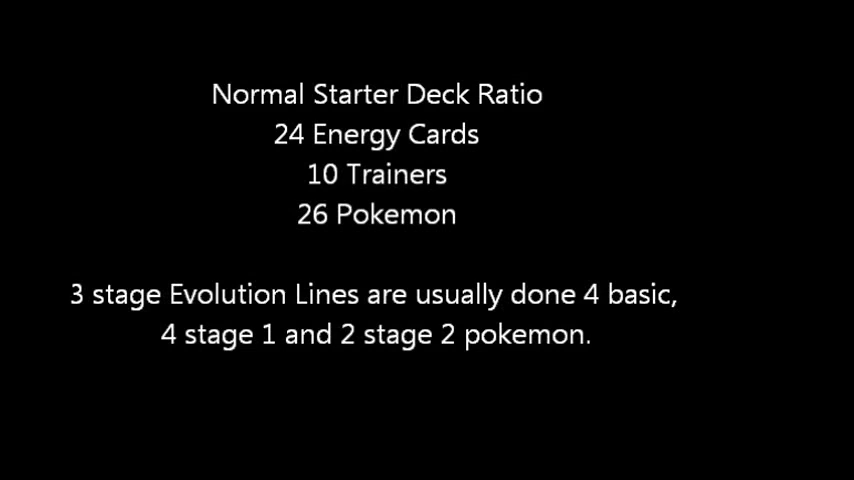 Normal Starter Deck Ratio
24 Energy Cards
10 Trainers
26 Pokemon
3 stage Evolution Lines are usually done 4 basic,
4 stage 1 and 2 stage 2 pokemon.